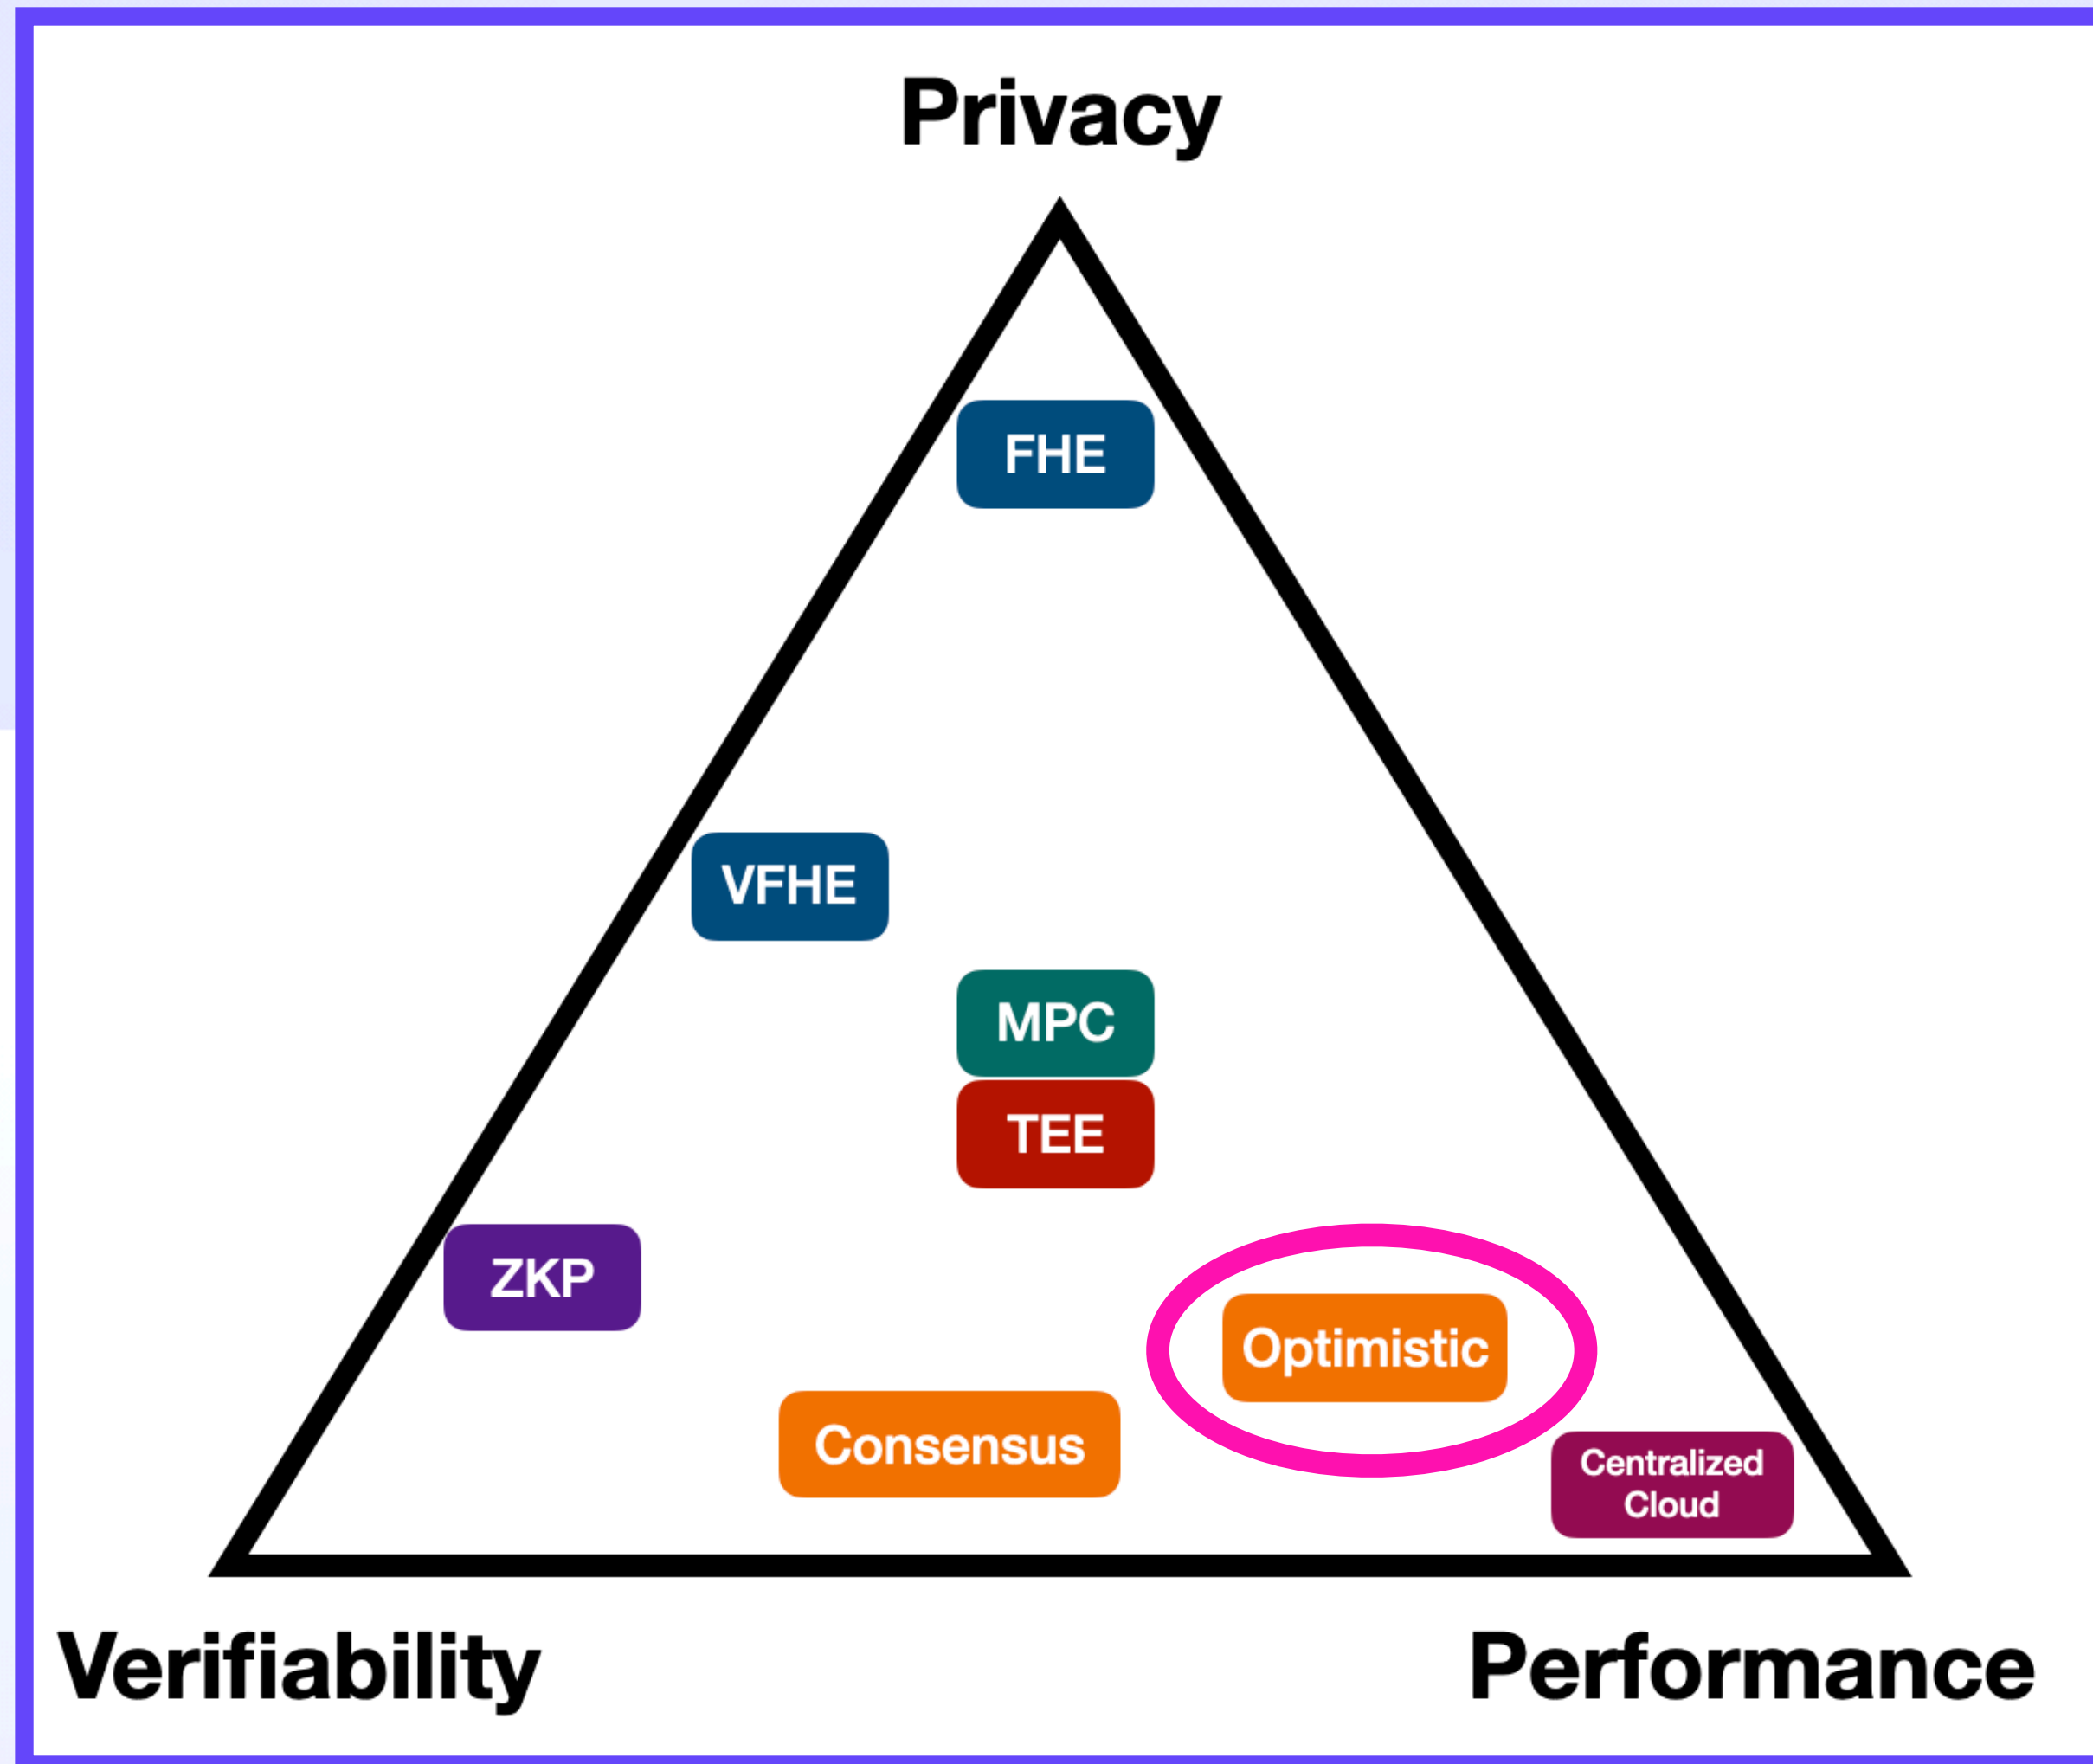 Privacy
FHE
VFHE
MPC
TEE
ZKP
Optimistic
Consensus
Centralized
Cloud
Verifiability
Performance